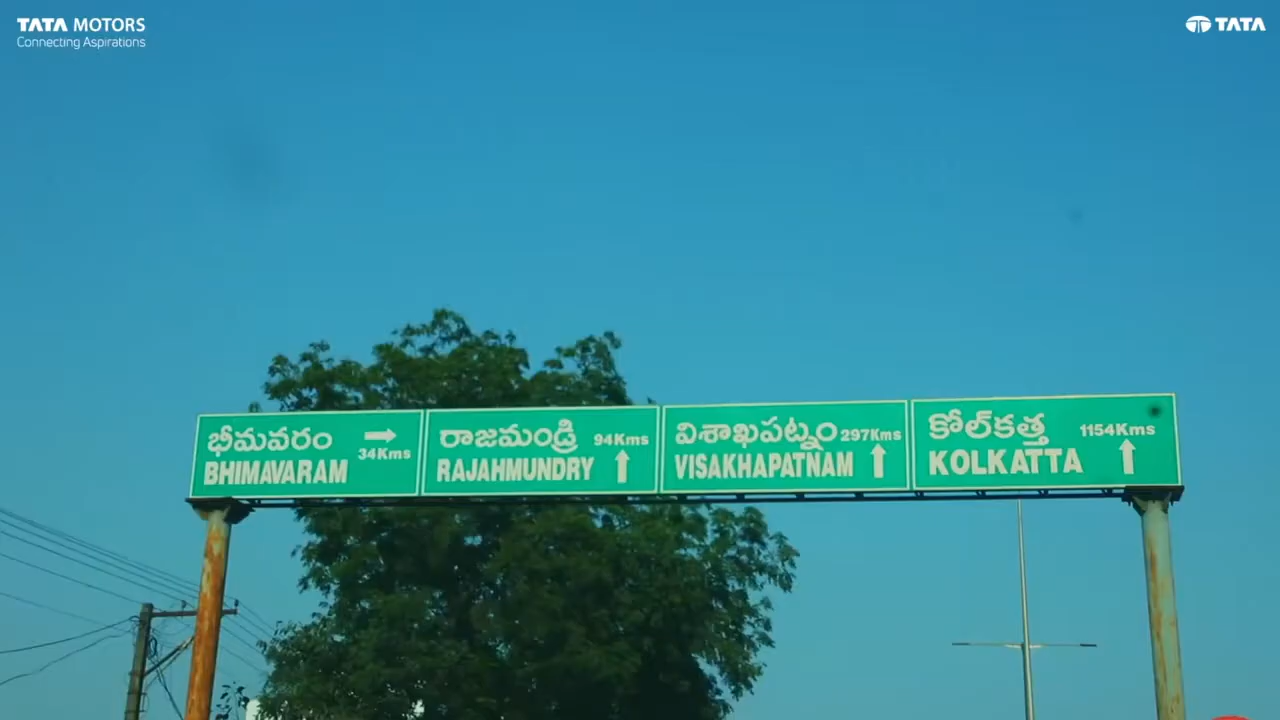 TATA MOTORS
Connecting Aspirations
TATA
భీమవరం
34Kms
BHIMAVARAM
రాజమండ్రి
94Kms
RAJAHMUNDRY
విశాఖపట్నం
297Kms
VISAKHAPATNAM
కోల్‌కత్త
1154Kms
KOLKATTA